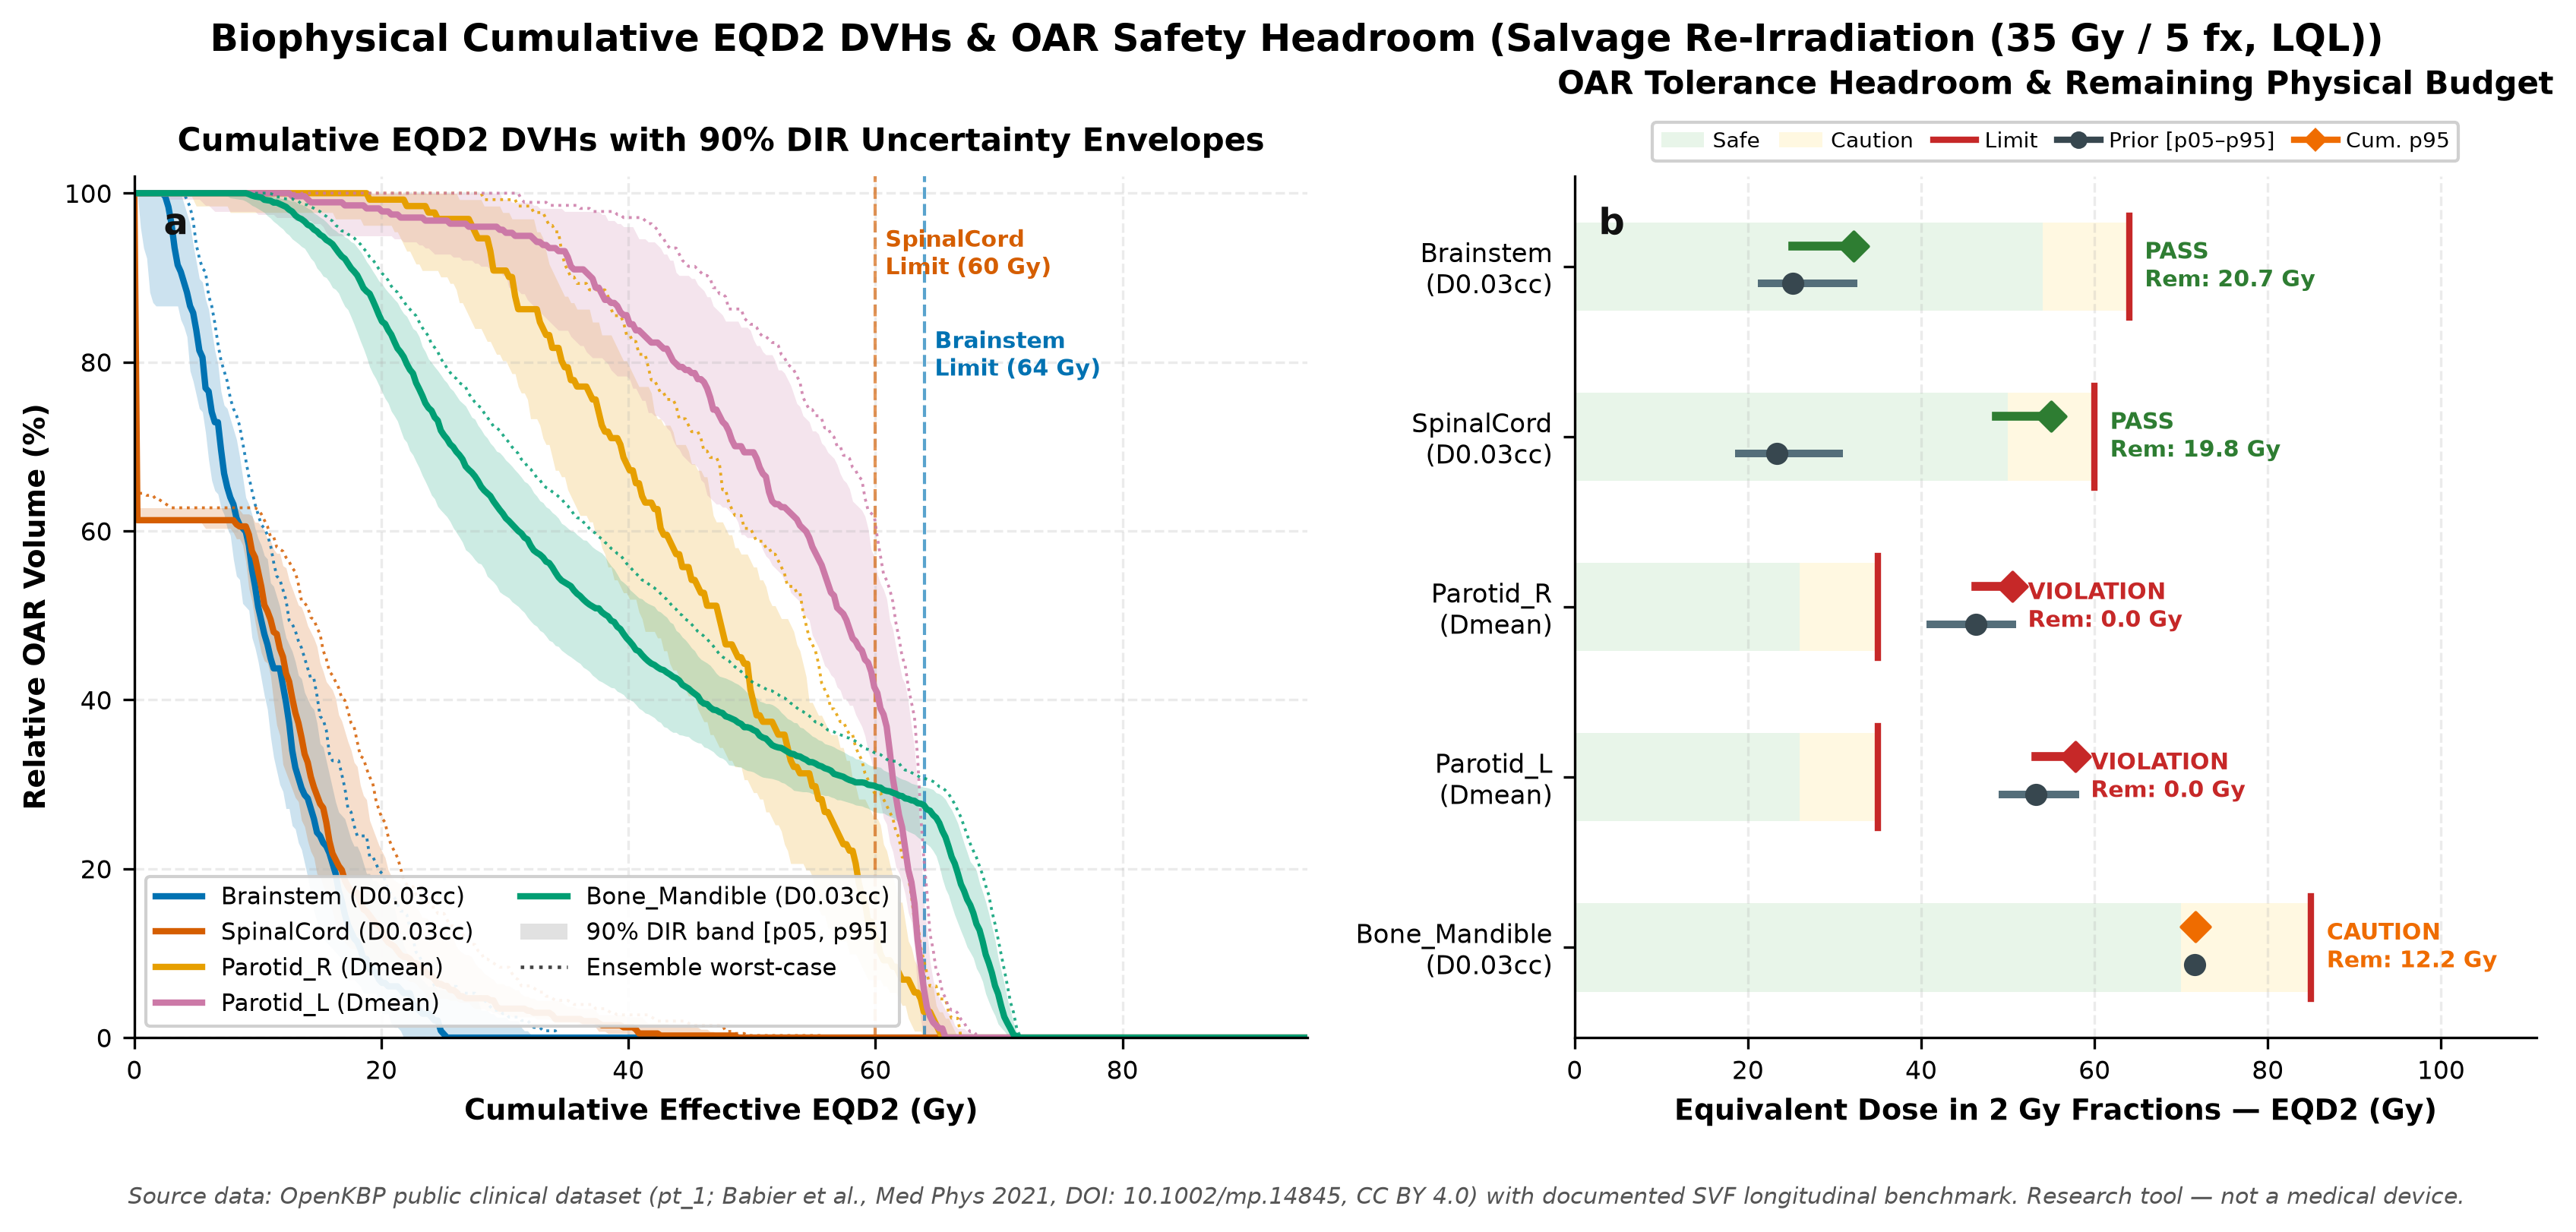 Biophysical Cumulative EQD2 DVHs & OAR Safety Headroom (Salvage Re-Irradiation (35 Gy / 5 fx, LQL))
Cumulative EQD2 DVHs with 90% DIR Uncertainty Envelopes
a
100
80
60
40
20
0
Relative OAR Volume (%)
SpinalCord
Limit (60 Gy)
Brainstem
Limit (64 Gy)
Brainstem (D0.03cc)
SpinalCord (D0.03cc)
Parotid_R (Dmean)
Parotid_L (Dmean)
Bone_Mandible (D0.03cc)
90% DIR band [p05, p95]
Ensemble worst-case
0 20 40 60 80
Cumulative Effective EQD2 (Gy)
OAR Tolerance Headroom & Remaining Physical Budget
Safe Caution Limit Prior [p05–p95] Cum. p95
b
Brainstem
(D0.03cc)
PASS
Rem: 20.7 Gy
SpinalCord
(D0.03cc)
PASS
Rem: 19.8 Gy
Parotid_R
(Dmean)
VIOLATION
Rem: 0.0 Gy
Parotid_L
(Dmean)
VIOLATION
Rem: 0.0 Gy
Bone_Mandible
(D0.03cc)
CAUTION
Rem: 12.2 Gy
0 20 40 60 80 100
Equivalent Dose in 2 Gy Fractions — EQD2 (Gy)
Source data: OpenKBP public clinical dataset (pt_1; Babier et al., Med Phys 2021, DOI: 10.1002/mp.14845, CC BY 4.0) with documented SVF longitudinal benchmark. Research tool — not a medical device.